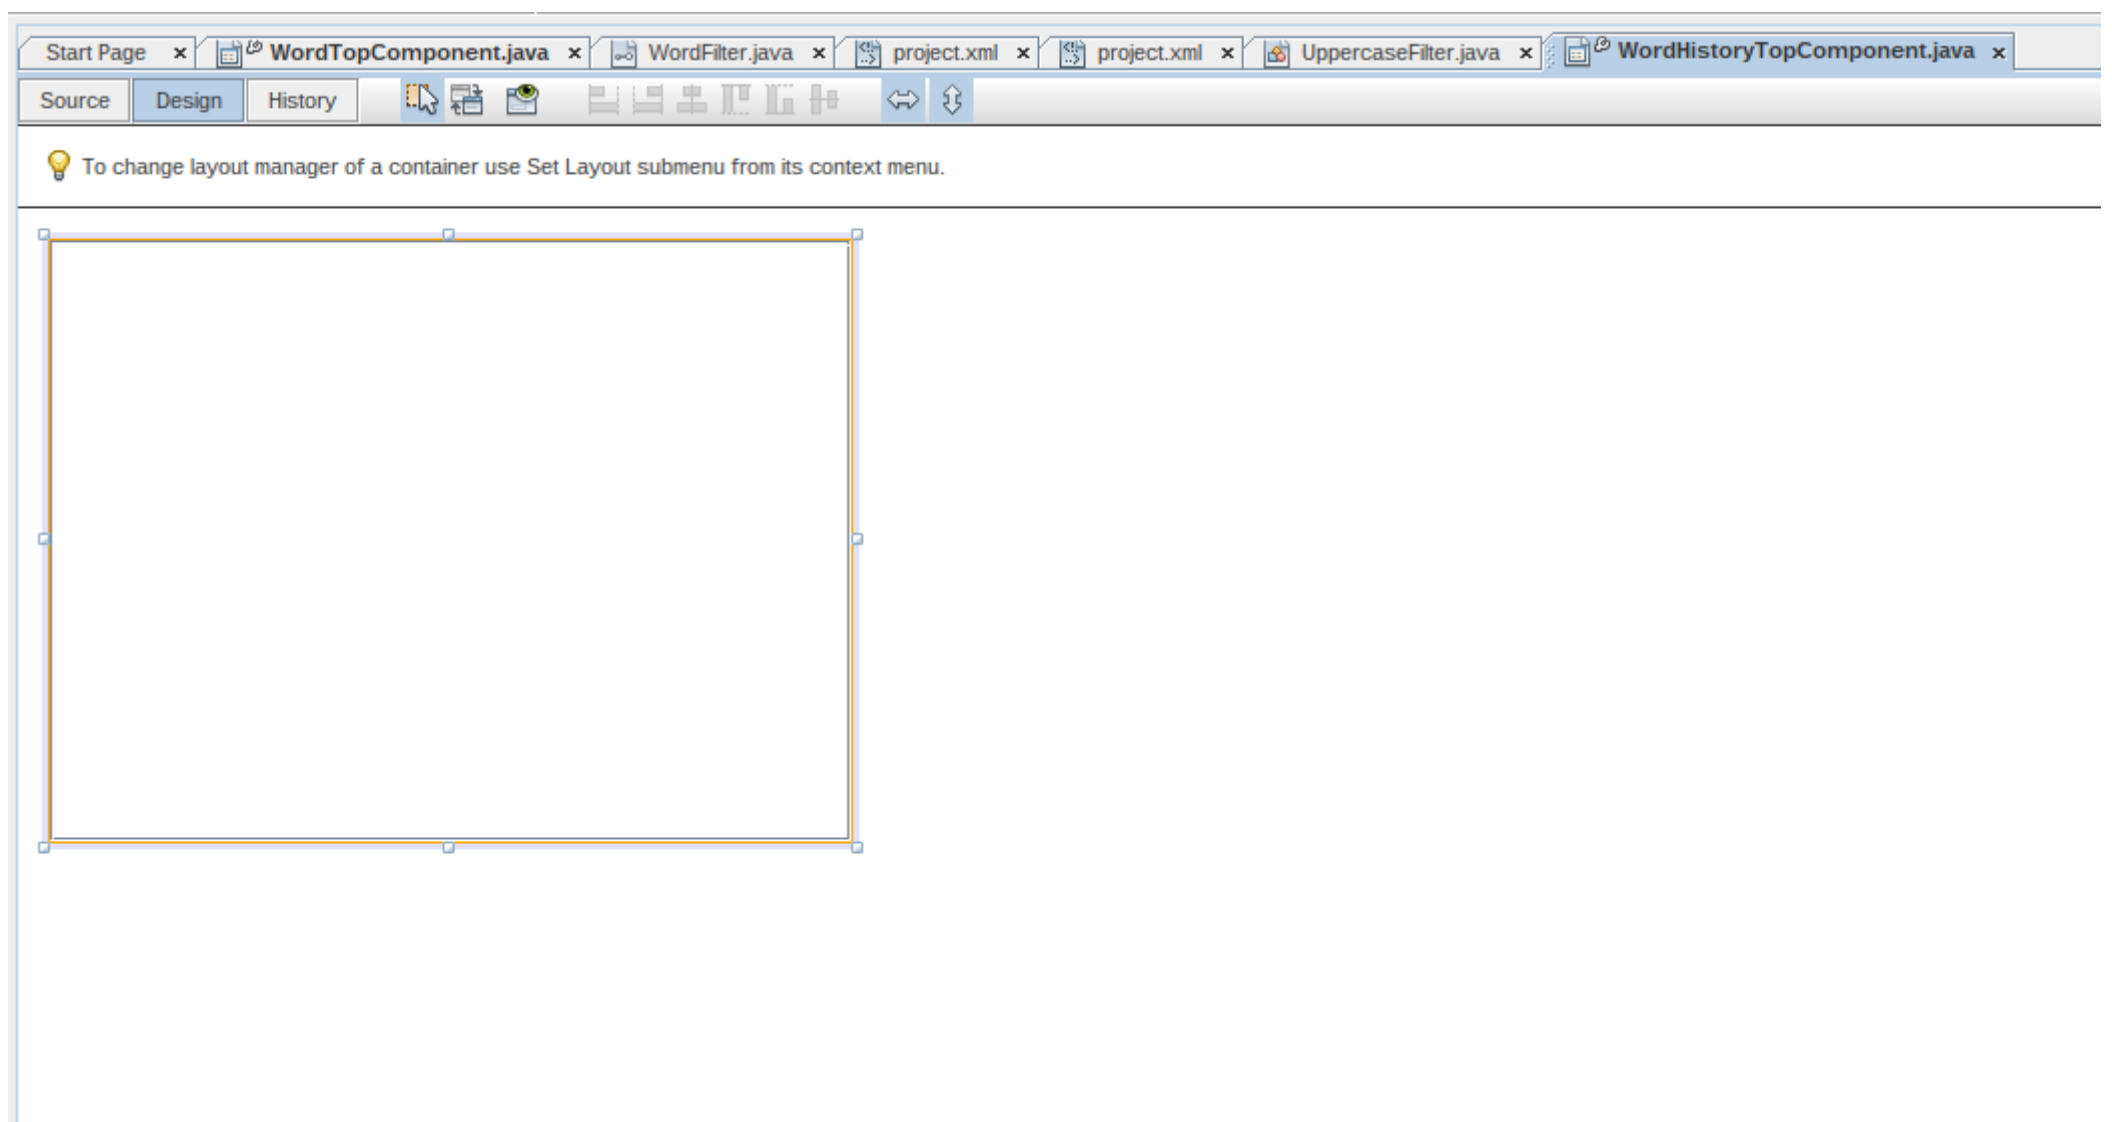 Start Page WordTopComponent.java WordFilter.java project.xml project.xml UppercaseFilter.java WordHistoryTopComponent.java
Source Design History
To change layout manager of a container use Set Layout submenu from its context menu.